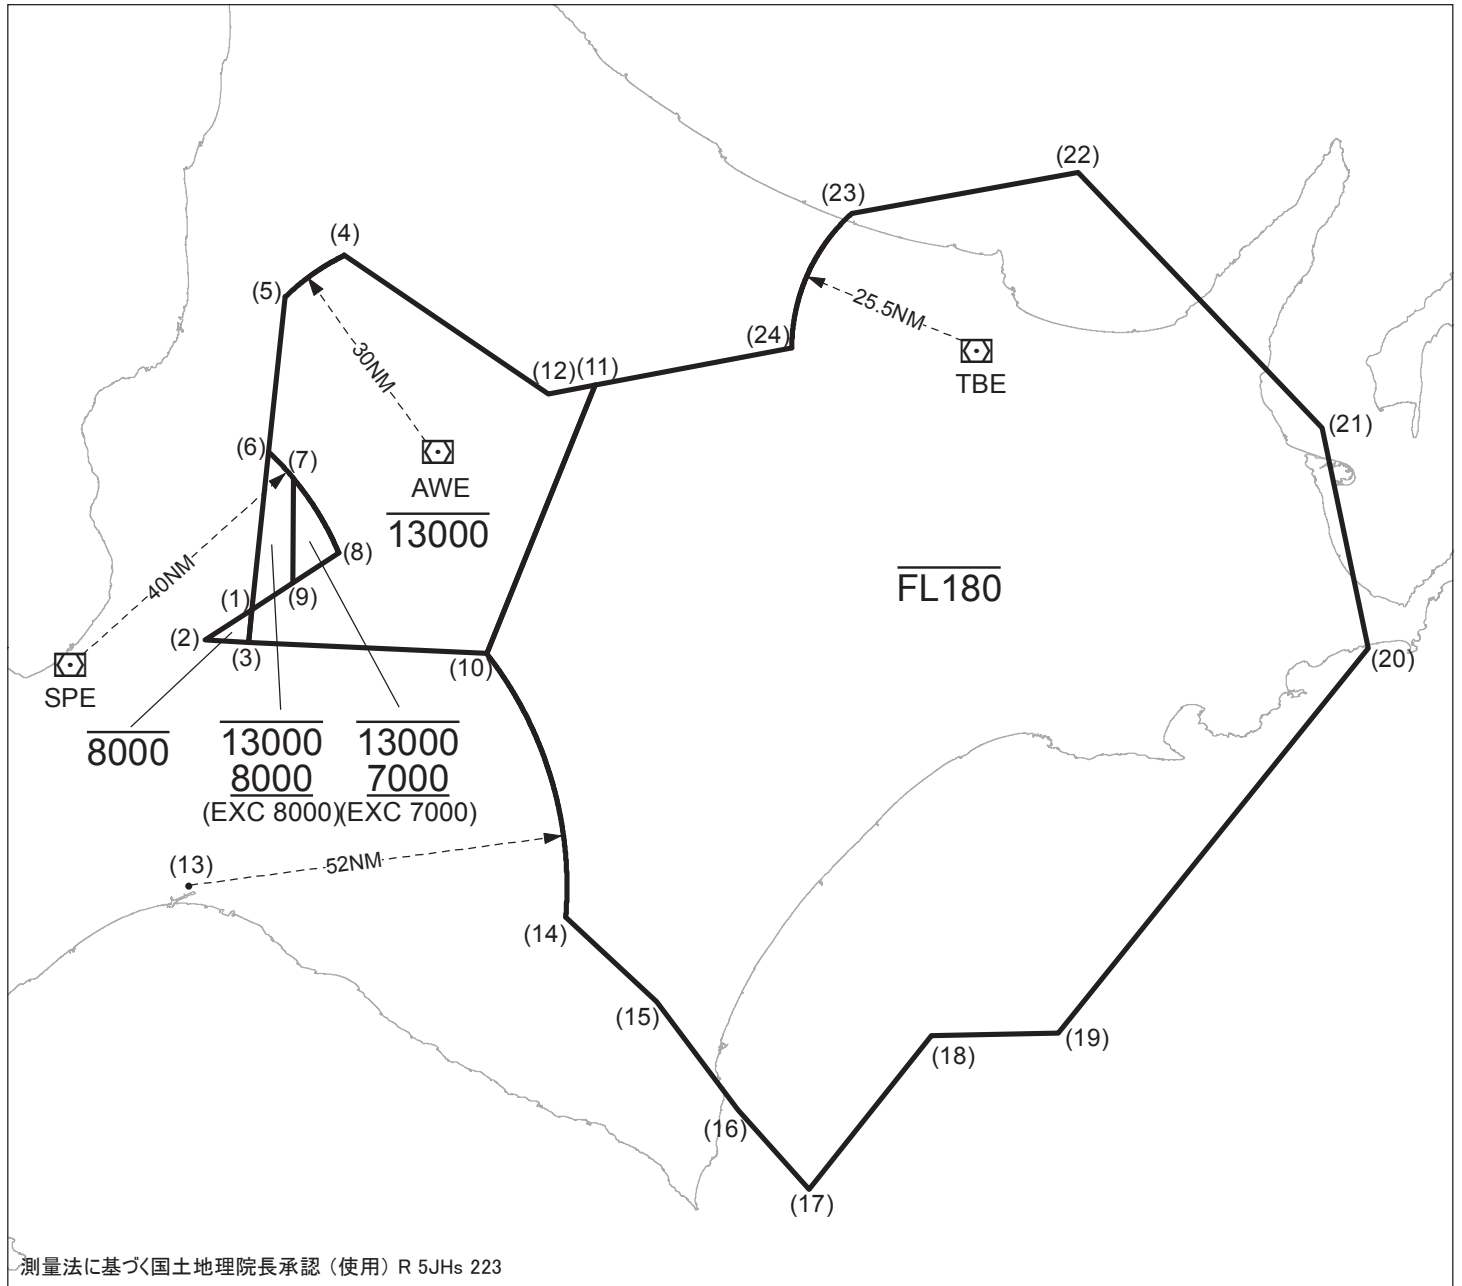 (22)
(23)
(4)
(5)
25.5NM
(24)
TBE
30NM
(12)
(11)
(21)
(6)
(7)
AWE
13000
40NM
(8)
(9)
FL180
(1)
(2)
(3)
(10)
(20)
SPE
8000
13000
8000
(EXC 8000)
13000
7000
(EXC 7000)
(13)
52NM
(14)
(15)
(18)
(19)
(16)
(17)
測量法に基づく国土地理院長承認（使用）R 5JHs 223